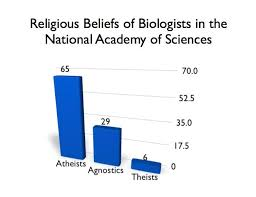 Religious Beliefs of Biologists in the
National Academy of Sciences
65
70.0
52.5
29
35.0
17.5
6
0
Atheists
Agnostics
Theists